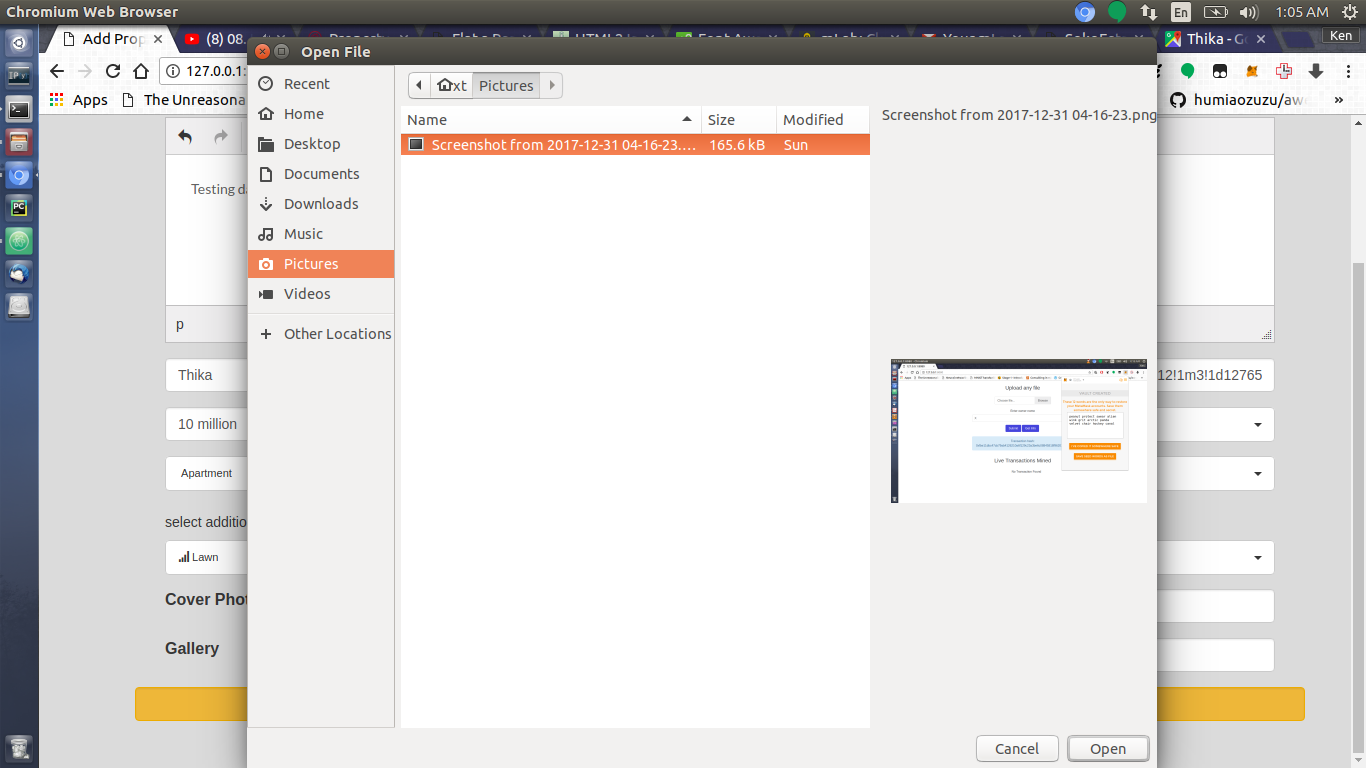 Chromium Web Browser
En
1:05 AM
Add Prop
(8) 08.
Thika - G
Ken
Open File
127.0.0.1:
Apps
The Unreasona
humiaozuzu/aw
»
Recent
Home
Desktop
Documents
Downloads
Music
Pictures
Videos
Other Locations
xt
Pictures
Name
Size
Modified
Screenshot from 2017-12-31 04-16-23....
165.6 kB
Sun
Screenshot from 2017-12-31 04-16-23.png
Upload any file
Live Transactions Mined
Testing da
p
Thika
12!1m3!1d12765
10 million
Apartment
select additio
Lawn
Cover Phot
Gallery
Cancel
Open